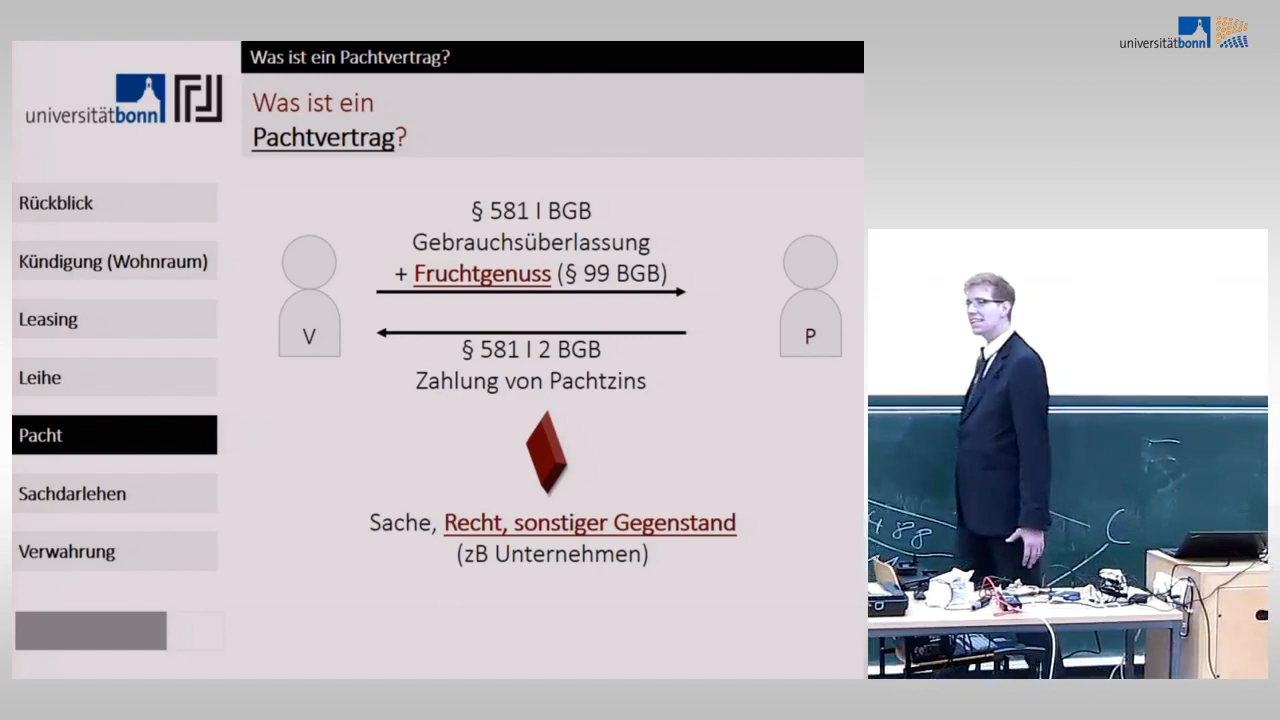 universitätbonn
Was ist ein Pachtvertrag?
universitätbonn
Was ist ein
Pachtvertrag?
Rückblick
Kündigung (Wohnraum)
Leasing
Leihe
Pacht
Sachdarlehen
Verwahrung
§ 581 I BGB
Gebrauchsüberlassung
+ Fruchtgenuss (§ 99 BGB)
V
P
§ 581 I 2 BGB
Zahlung von Pachtzins
Sache, Recht, sonstiger Gegenstand
(zB Unternehmen)
488
C